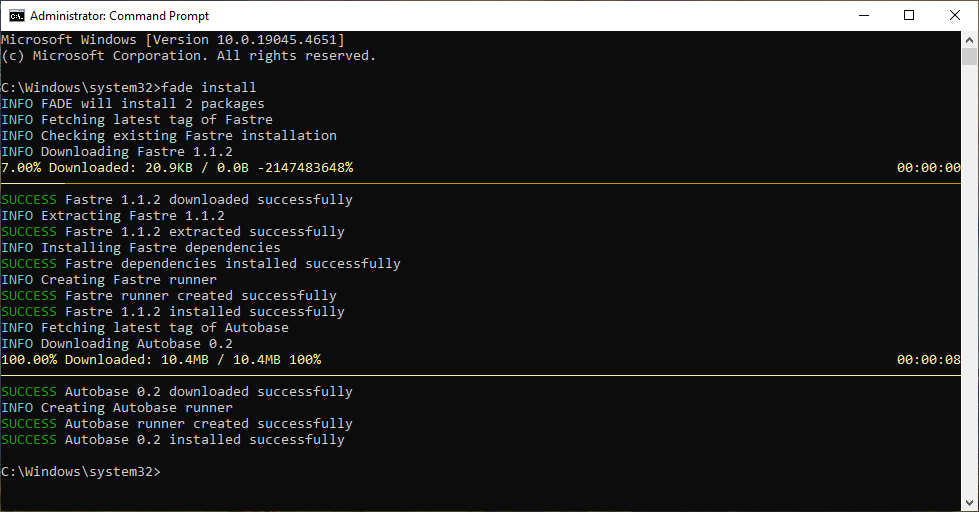 Administrator: Command Prompt
Microsoft Windows [Version 10.0.19045.4651]
(c) Microsoft Corporation. All rights reserved.
C:\Windows\system32>fade install
INFO FADE will install 2 packages
INFO Fetching latest tag of Fastre
INFO Checking existing Fastre installation
INFO Downloading Fastre 1.1.2
7.00% Downloaded: 20.9KB / 0.0B -2147483648% 00:00:00
SUCCESS Fastre 1.1.2 downloaded successfully
INFO Extracting Fastre 1.1.2
SUCCESS Fastre 1.1.2 extracted successfully
INFO Installing Fastre dependencies
SUCCESS Fastre dependencies installed successfully
INFO Creating Fastre runner
SUCCESS Fastre runner created successfully
SUCCESS Fastre 1.1.2 installed successfully
INFO Fetching latest tag of Autobase
INFO Downloading Autobase 0.2
100.00% Downloaded: 10.4MB / 10.4MB 100% 00:00:08
SUCCESS Autobase 0.2 downloaded successfully
INFO Creating Autobase runner
SUCCESS Autobase runner created successfully
SUCCESS Autobase 0.2 installed successfully
C:\Windows\system32>